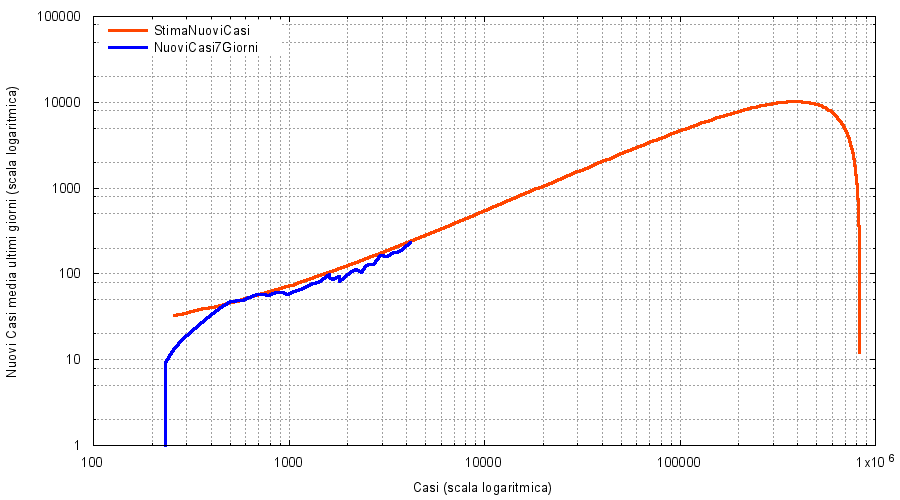 100000
StimaNuoviCasi
NuoviCasi7Giorni
10000
1000
100
10
1
Nuovi Casi media ultimi giorni (scala logaritmica)
100
1000
10000
100000
1x10 6
Casi (scala logaritmica)